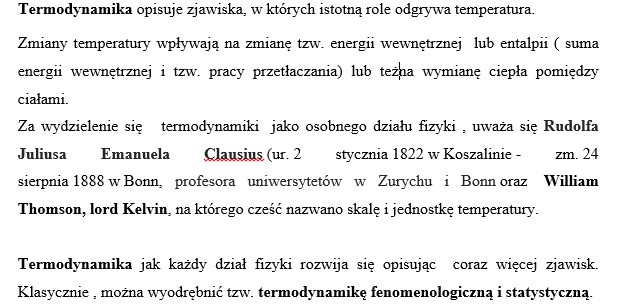 Termodynamika opisuje zjawiska, w których istotną role odgrywa temperatura.
Zmiany temperatury wpływają na zmianę tzw. energii wewnętrznej lub entalpii ( suma
energii wewnętrznej i tzw. pracy przetłaczania) lub teżna wymianę ciepła pomiędzy
ciałami.
Za wydzielenie się termodynamiki jako osobnego działu fizyki , uważa się Rudolfa
Juliusa Emanuela Clausius (ur. 2 stycznia 1822 w Koszalinie - zm. 24
sierpnia 1888 w Bonn, profesora uniwersytetów w Zurychu i Bonn oraz William
Thomson, lord Kelvin, na którego cześć nazwano skalę i jednostkę temperatury.
Termodynamika jak każdy dział fizyki rozwija się opisując coraz więcej zjawisk.
Klasycznie , można wyodrębnić tzw. termodynamikę fenomenologiczną i statystyczną.